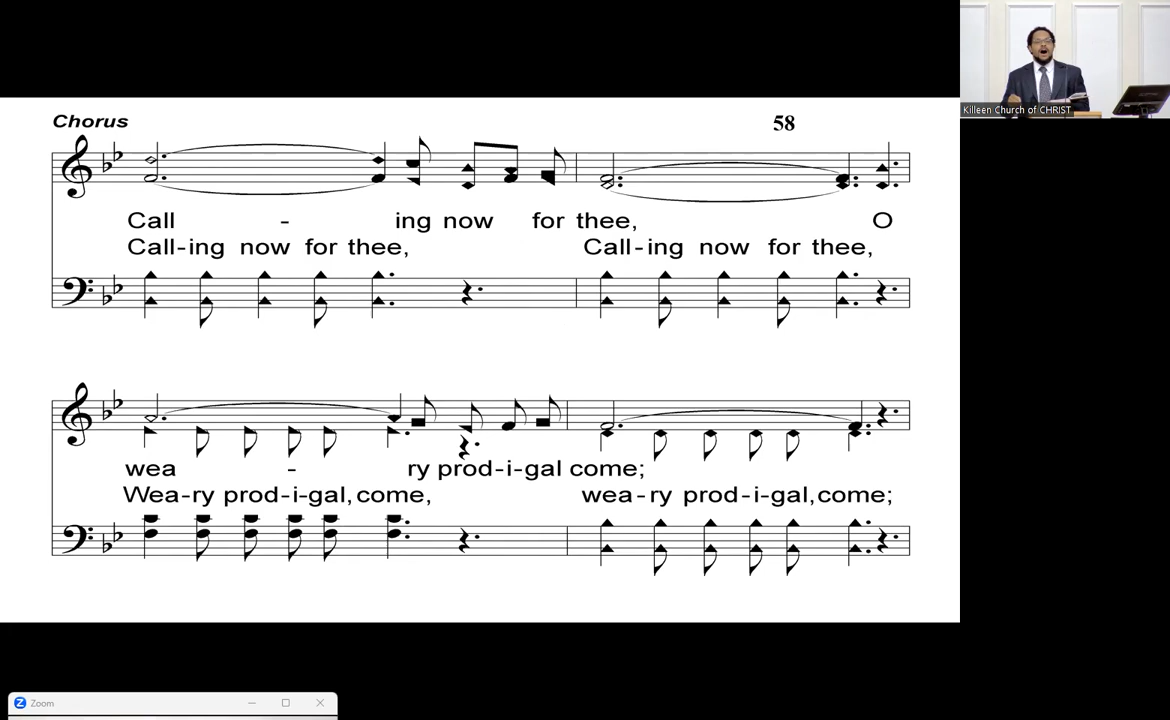 Chorus
58
Call - ing now for thee, O
Call-ing now for thee, Call-ing now for thee,
wea - ry prod-i-gal come;
Wea-ry prod-i-gal, come, wea-ry prod-i-gal, come;
Killeen Church of CHRIST
Zoom